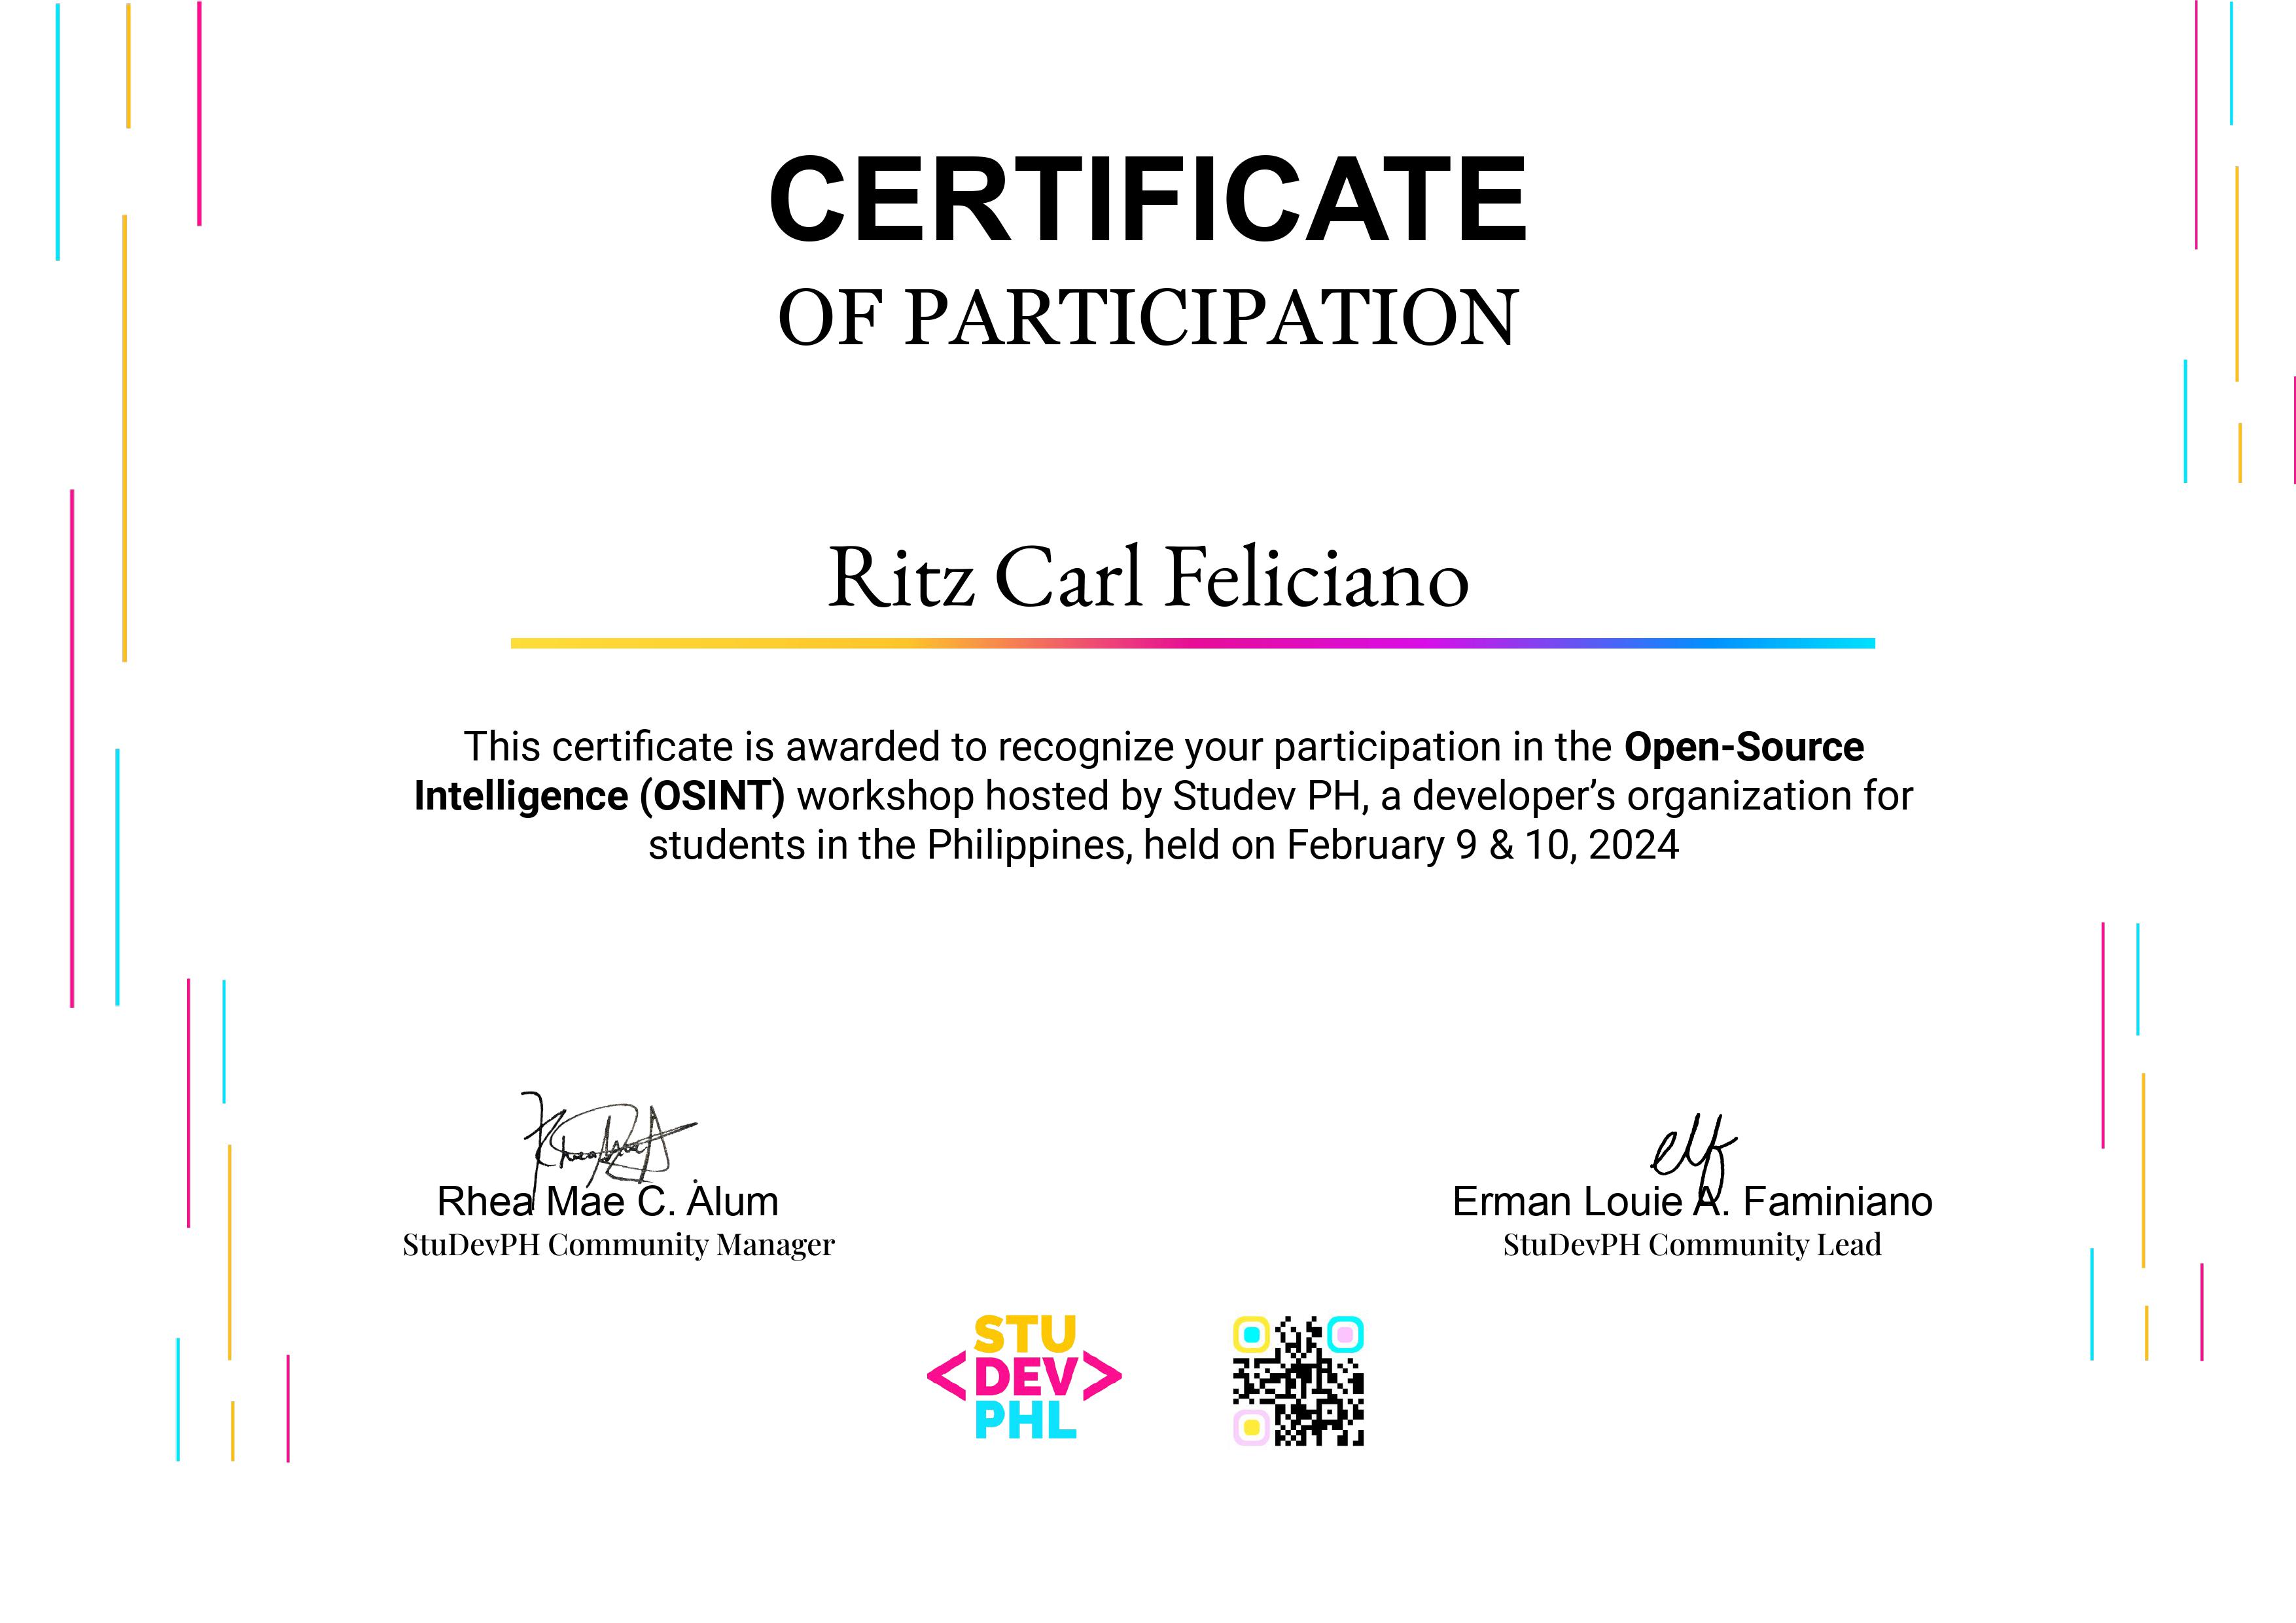 CERTIFICATE
OF PARTICIPATION
Ritz Carl Feliciano
This certificate is awarded to recognize your participation in the Open-Source
Intelligence (OSINT) workshop hosted by Studev PH, a developer’s organization for
students in the Philippines, held on February 9 & 10, 2024
Rhea Mae C. Alum
StuDevPH Community Manager
Erman Louie A. Faminiano
StuDevPH Community Lead
STU
<DEV>
PHL